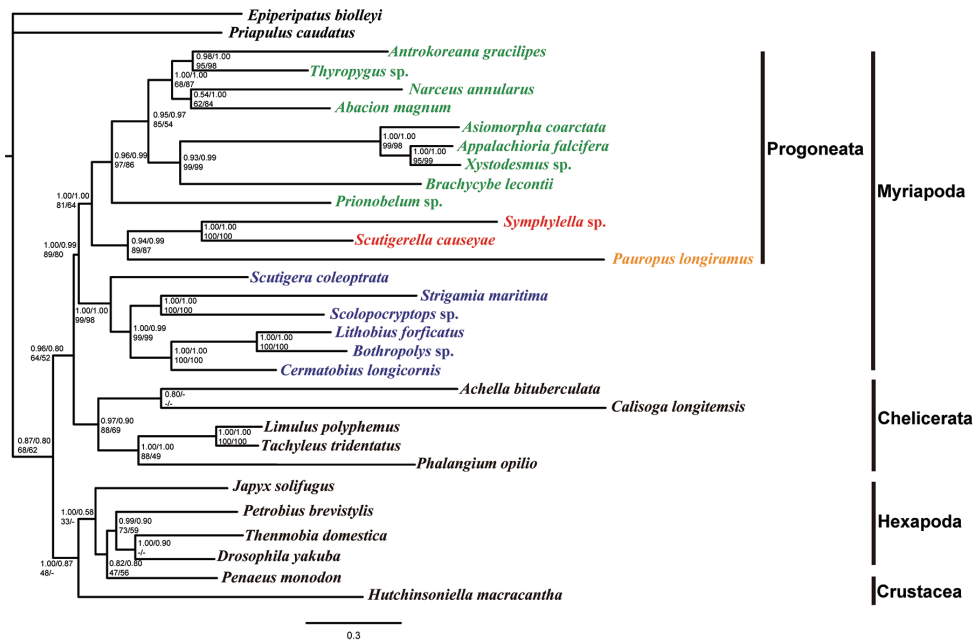 Epiperipatus biolleyi
Priapulus caudatus
Antrokoreana gracilipes
0.98/1.00
95/98
Thyropygus sp.
1.00/1.00
68/87
Narceus annularus
0.54/1.00
62/84
Abacion magnum
0.95/0.97
85/54
Asiomorpha coarctata
1.00/1.00
99/98
Appalachioria falcifera
1.00/1.00
95/99
Xystodesmus sp.
0.96/0.99
97/86
0.93/0.99
99/99
Brachycybe lecontii
Prionobelum sp.
1.00/1.00
81/64
Symphylella sp.
1.00/1.00
100/100
Scutigerella causeyae
0.94/0.99
89/87
Pauropus longiramus
1.00/0.99
89/80
Scutigera coleoptrata
Strigamia maritima
1.00/1.00
100/100
Scolopocryptops sp.
1.00/1.00
99/98
1.00/0.99
99/99
Lithobius forficatus
1.00/1.00
100/100
Bothropolys sp.
1.00/1.00
100/100
Cermatobius longicornis
0.96/0.80
64/52
Achella bituberculata
0.80/-
-/-
Calisoga longitemsis
0.97/0.90
88/69
Limulus polyphemus
1.00/1.00
100/100
Tachyleus tridentatus
1.00/1.00
88/49
Phalangium opilio
0.87/0.80
68/62
Japyx solifugus
1.00/0.58
33/-
Petrobius brevistylis
0.99/0.90
73/59
Thenmobia domestica
1.00/0.90
-/-
Drosophila yakuba
0.82/0.80
47/56
Penaeus monodon
1.00/0.87
48/-
Hutchinsoniella macracantha
Progoneata
Myriapoda
Chelicerata
Hexapoda
Crustacea
0.3